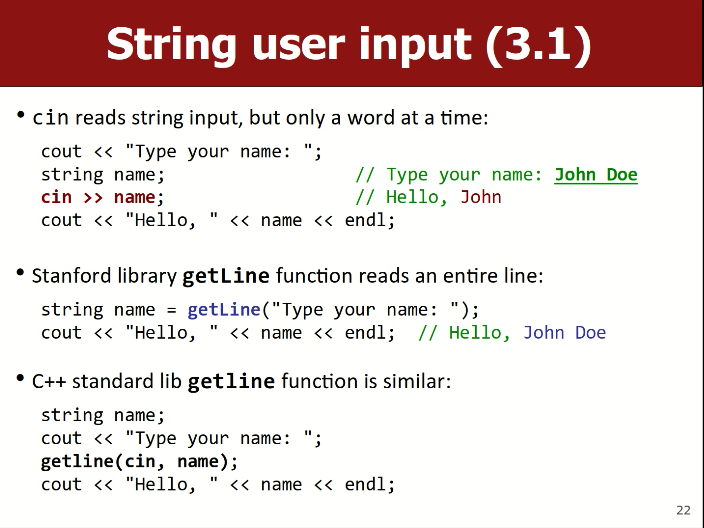 String user input (3.1)
• cin reads string input, but only a word at a time:
cout << "Type your name: ";
string name; // Type your name: John Doe
cin >> name; // Hello, John
cout << "Hello, " << name << endl;
• Stanford library getLine function reads an entire line:
string name = getLine("Type your name: ");
cout << "Hello, " << name << endl; // Hello, John Doe
• C++ standard lib getline function is similar:
string name;
cout << "Type your name: ";
getline(cin, name);
cout << "Hello, " << name << endl;
22